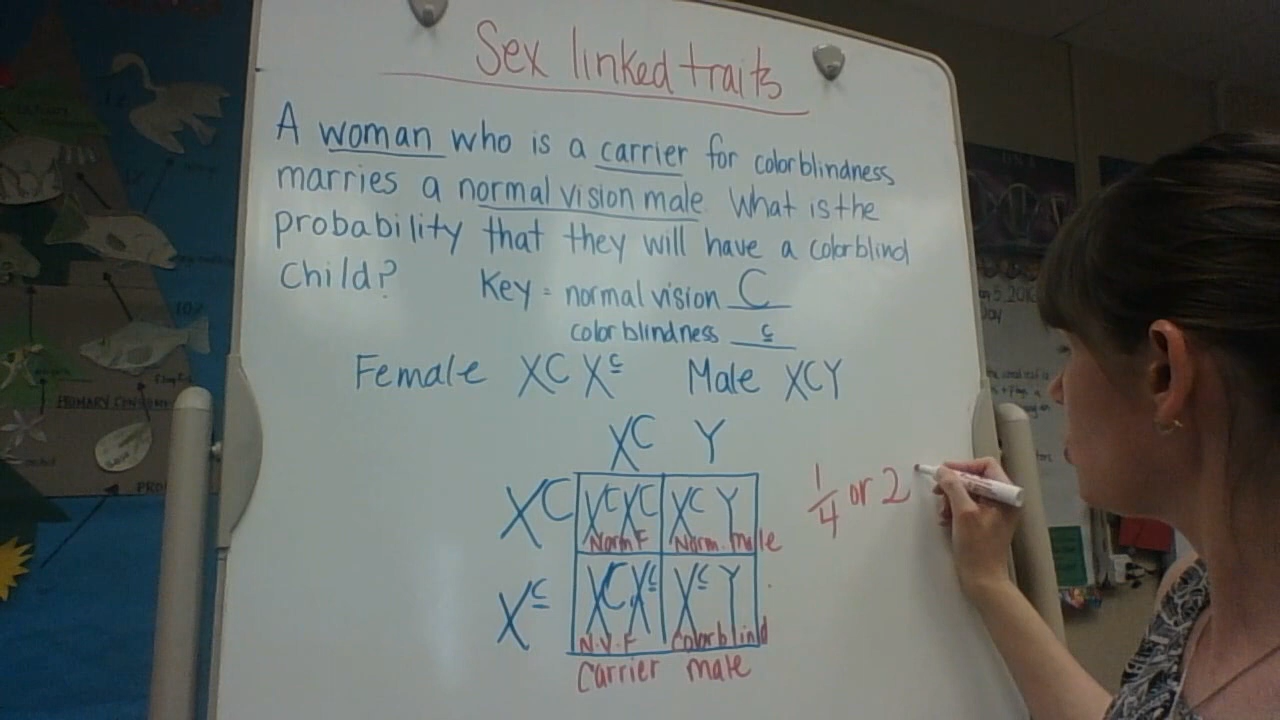 Sex linked traits
A woman who is a carrier for colorblindness
marries a normal vision male. What is the
probability that they will have a colorblind
child?
Key = normal vision C
colorblindness c
Female XC Xc Male XCY
XC Y
XC XCXC XC Y
Norm F Norm. male
Xc XCXc Xc Y
N.V.F Colorblind
Carrier male
1/4 or 2
PRIMARY